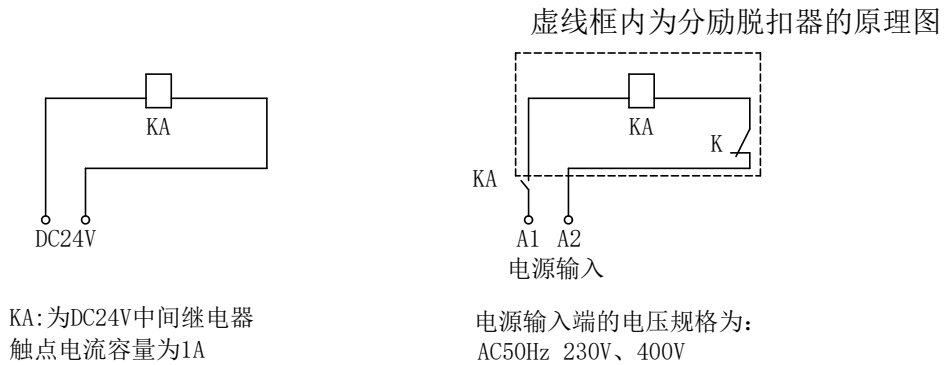 虚线框内为分励脱扣器的原理图
KA
DC24V
KA:为DC24V中间继电器
触点电流容量为1A
KA
K
KA
A1 A2
电源输入
电源输入端的电压规格为:
AC50Hz 230V、400V